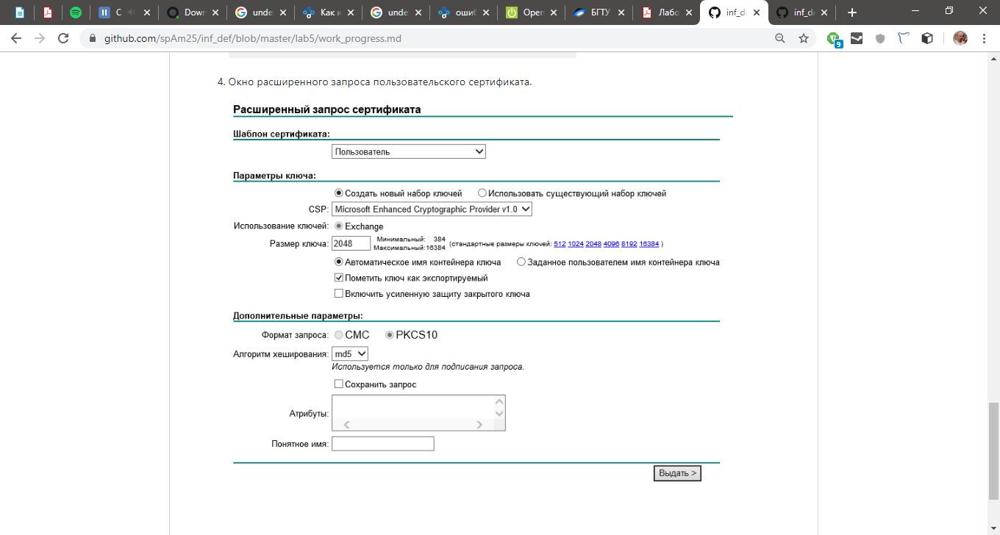 С
Down
unde
Как и
unde
ошиб
Open
БГТУ
Лабо
inf_de
inf_de
github.com/spAm25/inf_def/blob/master/lab5/work_progress.md
9
4. Окно расширенного запроса пользовательского сертификата.
Расширенный запрос сертификата
Шаблон сертификата:
Пользователь
Параметры ключа:
Создать новый набор ключей Использовать существующий набор ключей
CSP: Microsoft Enhanced Cryptographic Provider v1.0
Использование ключей: Exchange
Размер ключа: 2048 Минимальный: 384 Максимальный:16384 (стандартные размеры ключей: 512 1024 2048 4096 8192 16384 )
Автоматическое имя контейнера ключа Заданное пользователем имя контейнера ключа
Пометить ключ как экспортируемый
Включить усиленную защиту закрытого ключа
Дополнительные параметры:
Формат запроса: CMC PKCS10
Алгоритм хеширования: md5
Используется только для подписания запроса.
Сохранить запрос
Атрибуты:
Понятное имя:
Выдать >